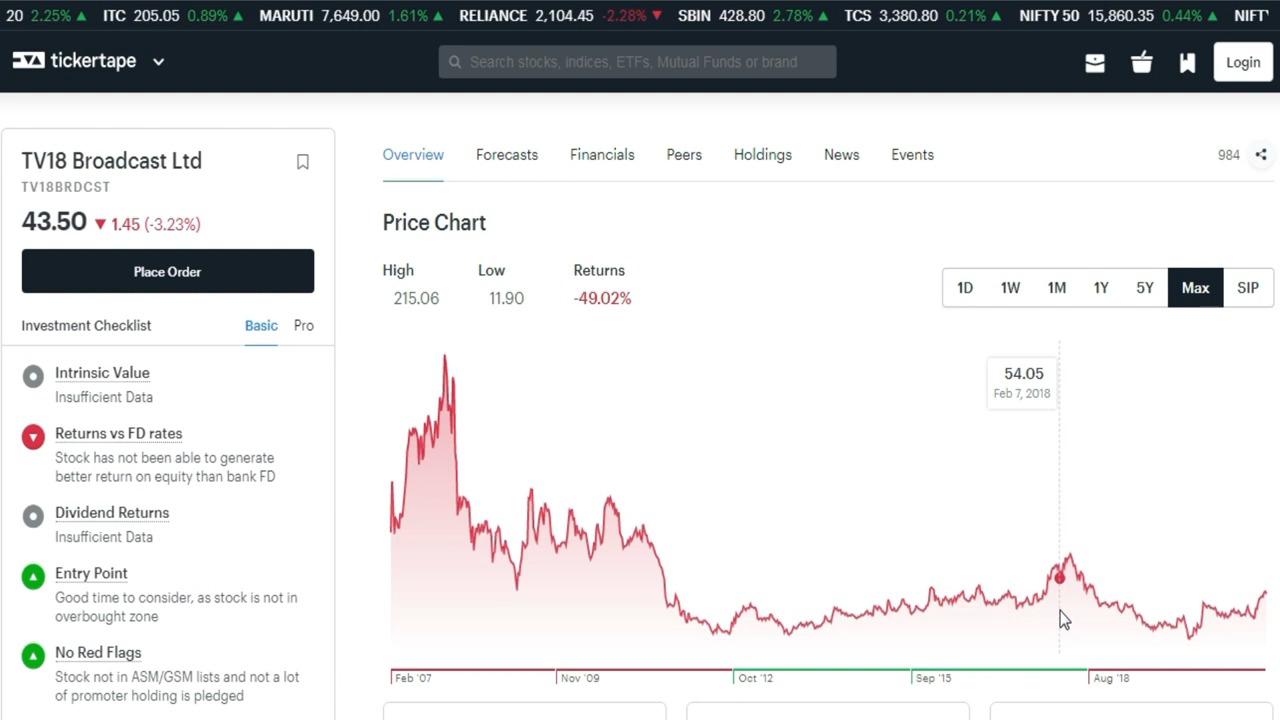 20 2.25% ▲ ITC 205.05 0.89% ▲ MARUTI 7,649.00 1.61% ▲ RELIANCE 2,104.45 -2.28% ▼ SBIN 428.80 2.78% ▲ TCS 3,380.80 0.21% ▲ NIFTY 50 15,860.35 0.44% ▲ NIFT
tickertape
Search stocks, indices, ETFs, Mutual Funds or brand
Login
TV18 Broadcast Ltd
TV18BRDCST
43.50 ▼ 1.45 (-3.23%)
Place Order
Investment Checklist Basic Pro
Intrinsic Value
Insufficient Data
Returns vs FD rates
Stock has not been able to generate
better return on equity than bank FD
Dividend Returns
Insufficient Data
Entry Point
Good time to consider, as stock is not in
overbought zone
No Red Flags
Stock not in ASM/GSM lists and not a lot
of promoter holding is pledged
Overview Forecasts Financials Peers Holdings News Events
984
Price Chart
High Low Returns
215.06 11.90 -49.02%
1D 1W 1M 1Y 5Y Max SIP
54.05
Feb 7, 2018
Feb '07 Nov '09 Oct '12 Sep '15 Aug '18